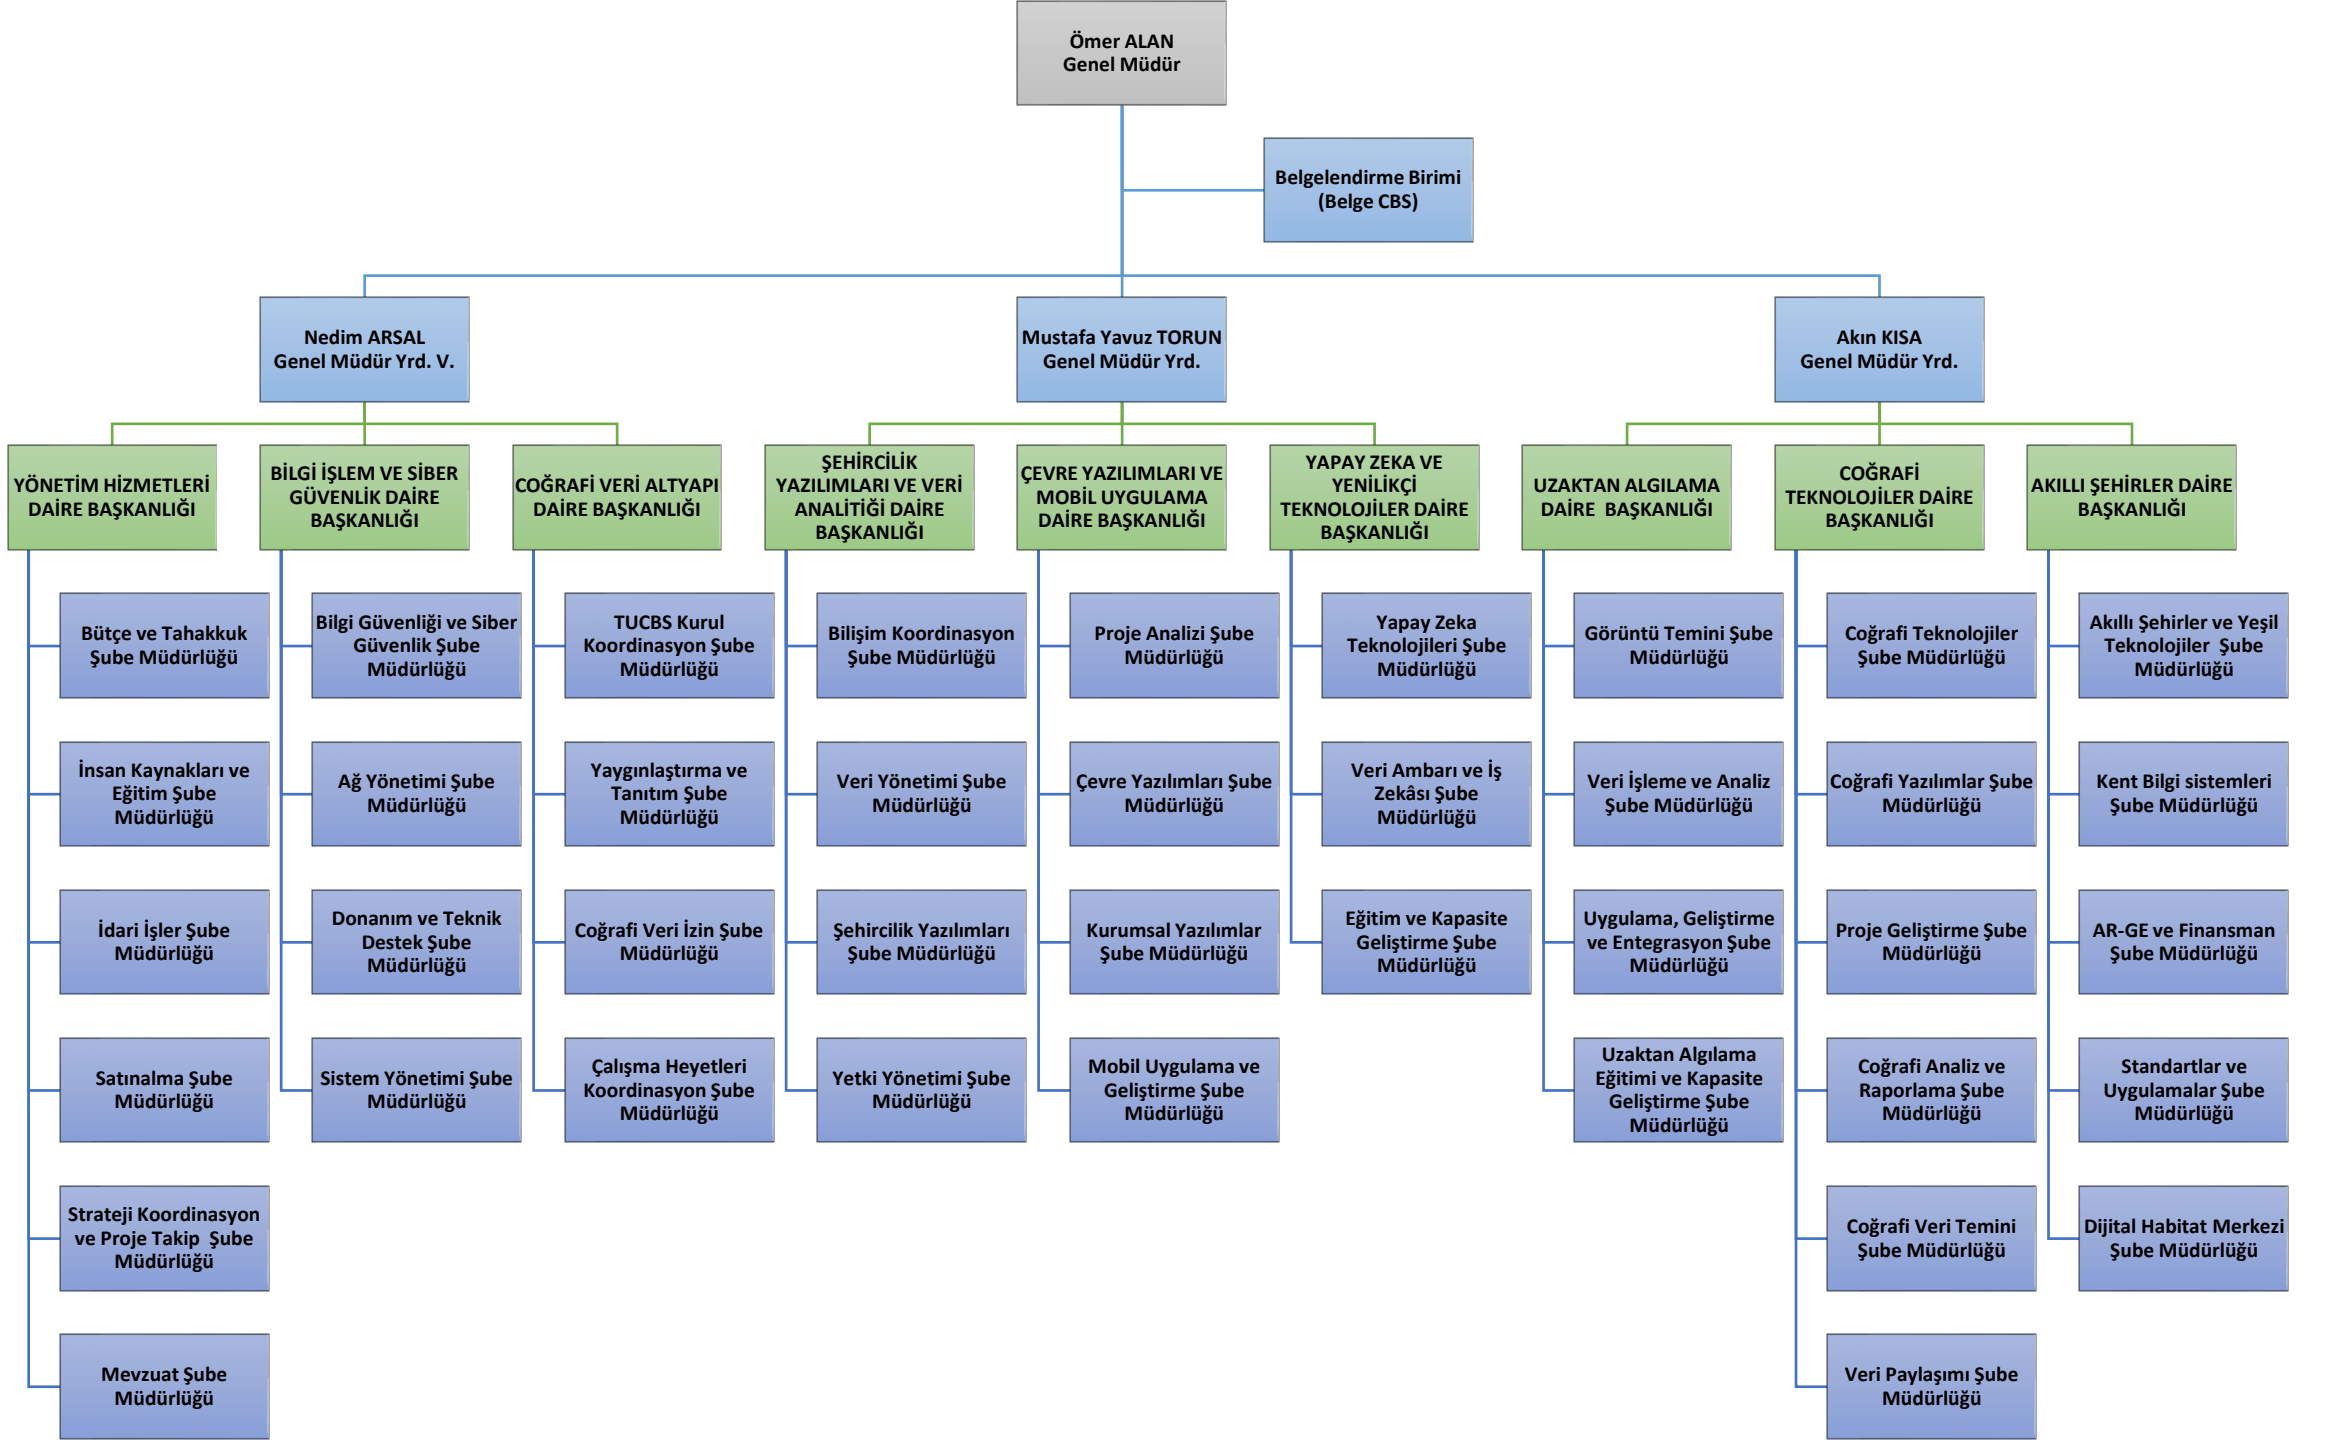 Ömer ALAN
Genel Müdür
Belgelendirme Birimi
(Belge CBS)
Nedim ARSAL
Genel Müdür Yrd. V.
Mustafa Yavuz TORUN
Genel Müdür Yrd.
Akın KISA
Genel Müdür Yrd.
YÖNETİM HİZMETLERİ
DAİRE BAŞKANLIĞI
BİLGİ İŞLEM VE SİBER
GÜVENLİK DAİRE
BAŞKANLIĞI
COĞRAFİ VERİ ALTYAPI
DAİRE BAŞKANLIĞI
ŞEHİRCİLİK
YAZILIMLARI VE VERİ
ANALİTİĞİ DAİRE
BAŞKANLIĞI
ÇEVRE YAZILIMLARI VE
MOBİL UYGULAMA
DAİRE BAŞKANLIĞI
YAPAY ZEKA VE
YENİLİKÇİ
TEKNOLOJİLER DAİRE
BAŞKANLIĞI
UZAKTAN ALGILAMA
DAİRE  BAŞKANLIĞI
COĞRAFİ
TEKNOLOJİLER DAİRE
BAŞKANLIĞI
AKILLI ŞEHİRLER DAİRE
BAŞKANLIĞI
Bütçe ve Tahakkuk
Şube Müdürlüğü
Bilgi Güvenliği ve Siber
Güvenlik Şube
Müdürlüğü
TUCBS Kurul
Koordinasyon Şube
Müdürlüğü
Bilişim Koordinasyon
Şube Müdürlüğü
Proje Analizi Şube
Müdürlüğü
Yapay Zeka
Teknolojileri Şube
Müdürlüğü
Görüntü Temini Şube
Müdürlüğü
Coğrafi Teknolojiler
Şube Müdürlüğü
Akıllı Şehirler ve Yeşil
Teknolojiler  Şube
Müdürlüğü
İnsan Kaynakları ve
Eğitim Şube
Müdürlüğü
Ağ Yönetimi Şube
Müdürlüğü
Yaygınlaştırma ve
Tanıtım Şube
Müdürlüğü
Veri Yönetimi Şube
Müdürlüğü
Çevre Yazılımları Şube
Müdürlüğü
Veri Ambarı ve İş
Zekâsı Şube
Müdürlüğü
Veri İşleme ve Analiz
Şube Müdürlüğü
Coğrafi Yazılımlar Şube
Müdürlüğü
Kent Bilgi sistemleri
Şube Müdürlüğü
İdari İşler Şube
Müdürlüğü
Donanım ve Teknik
Destek Şube
Müdürlüğü
Coğrafi Veri İzin Şube
Müdürlüğü
Şehircilik Yazılımları
Şube Müdürlüğü
Kurumsal Yazılımlar
Şube Müdürlüğü
Eğitim ve Kapasite
Geliştirme Şube
Müdürlüğü
Uygulama, Geliştirme
ve Entegrasyon Şube
Müdürlüğü
Proje Geliştirme Şube
Müdürlüğü
AR-GE ve Finansman
Şube Müdürlüğü
Satınalma Şube
Müdürlüğü
Sistem Yönetimi Şube
Müdürlüğü
Çalışma Heyetleri
Koordinasyon Şube
Müdürlüğü
Yetki Yönetimi Şube
Müdürlüğü
Mobil Uygulama ve
Geliştirme Şube
Müdürlüğü
Uzaktan Algılama
Eğitimi ve Kapasite
Geliştirme Şube
Müdürlüğü
Coğrafi Analiz ve
Raporlama Şube
Müdürlüğü
Standartlar ve
Uygulamalar Şube
Müdürlüğü
Strateji Koordinasyon
ve Proje Takip  Şube
Müdürlüğü
Coğrafi Veri Temini
Şube Müdürlüğü
Dijital Habitat Merkezi
Şube Müdürlüğü
Mevzuat Şube
Müdürlüğü
Veri Paylaşımı Şube
Müdürlüğü